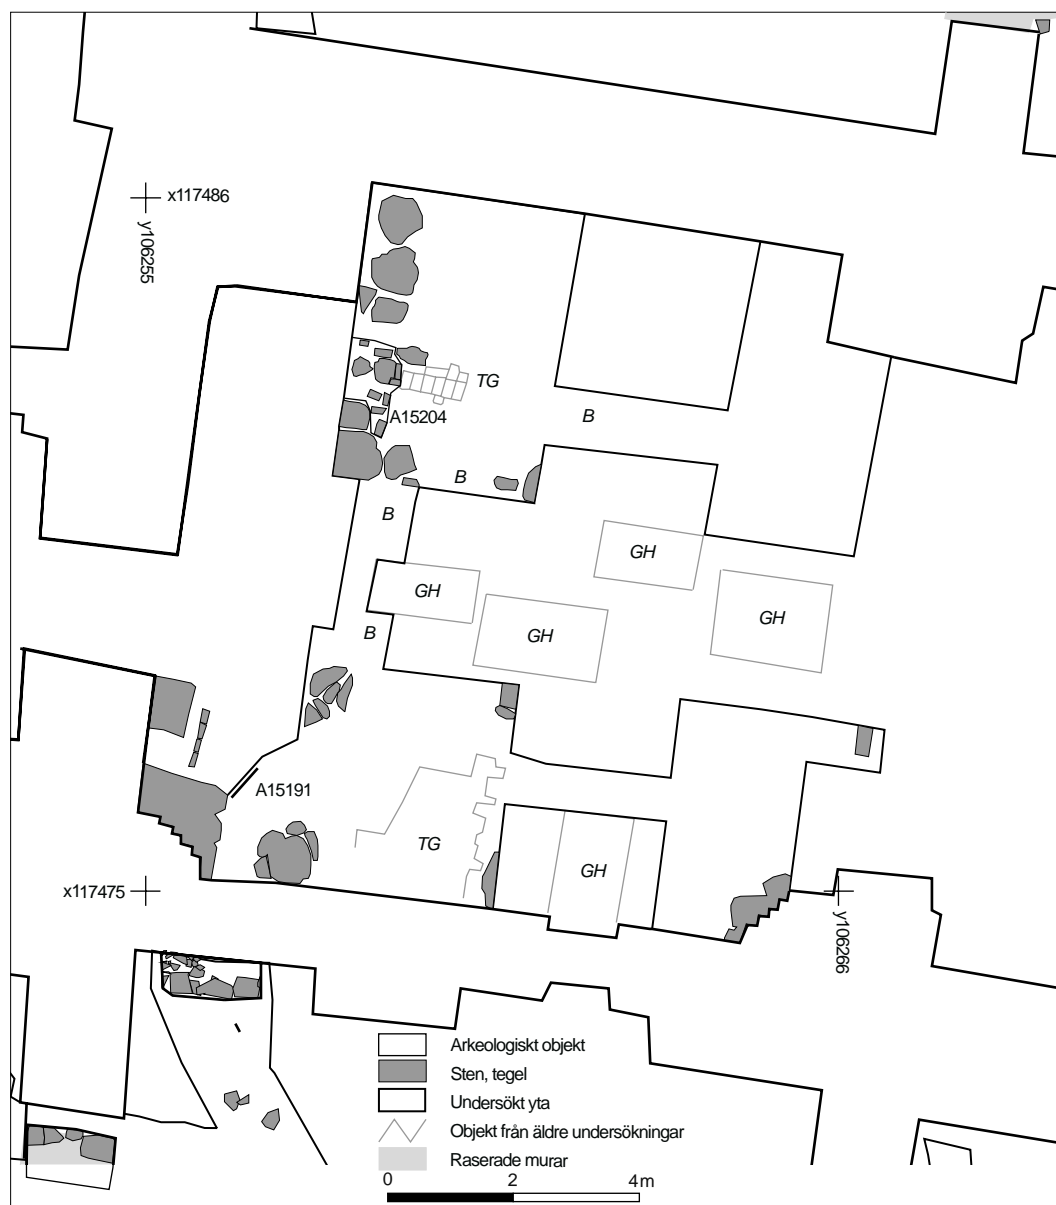 x117486
y106255
TG
A15204
B
B
B
GH
GH
GH
GH
B
A15191
TG
GH
x117475
y106266
Arkeologiskt objekt
Sten, tegel
Undersökt yta
Objekt från äldre undersökningar
Raserade murar
0 2 4 m